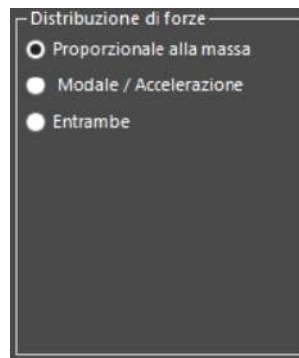 Distribuzione di forze
Proporzionale alla massa
Modale / Accelerazione
Entrambe